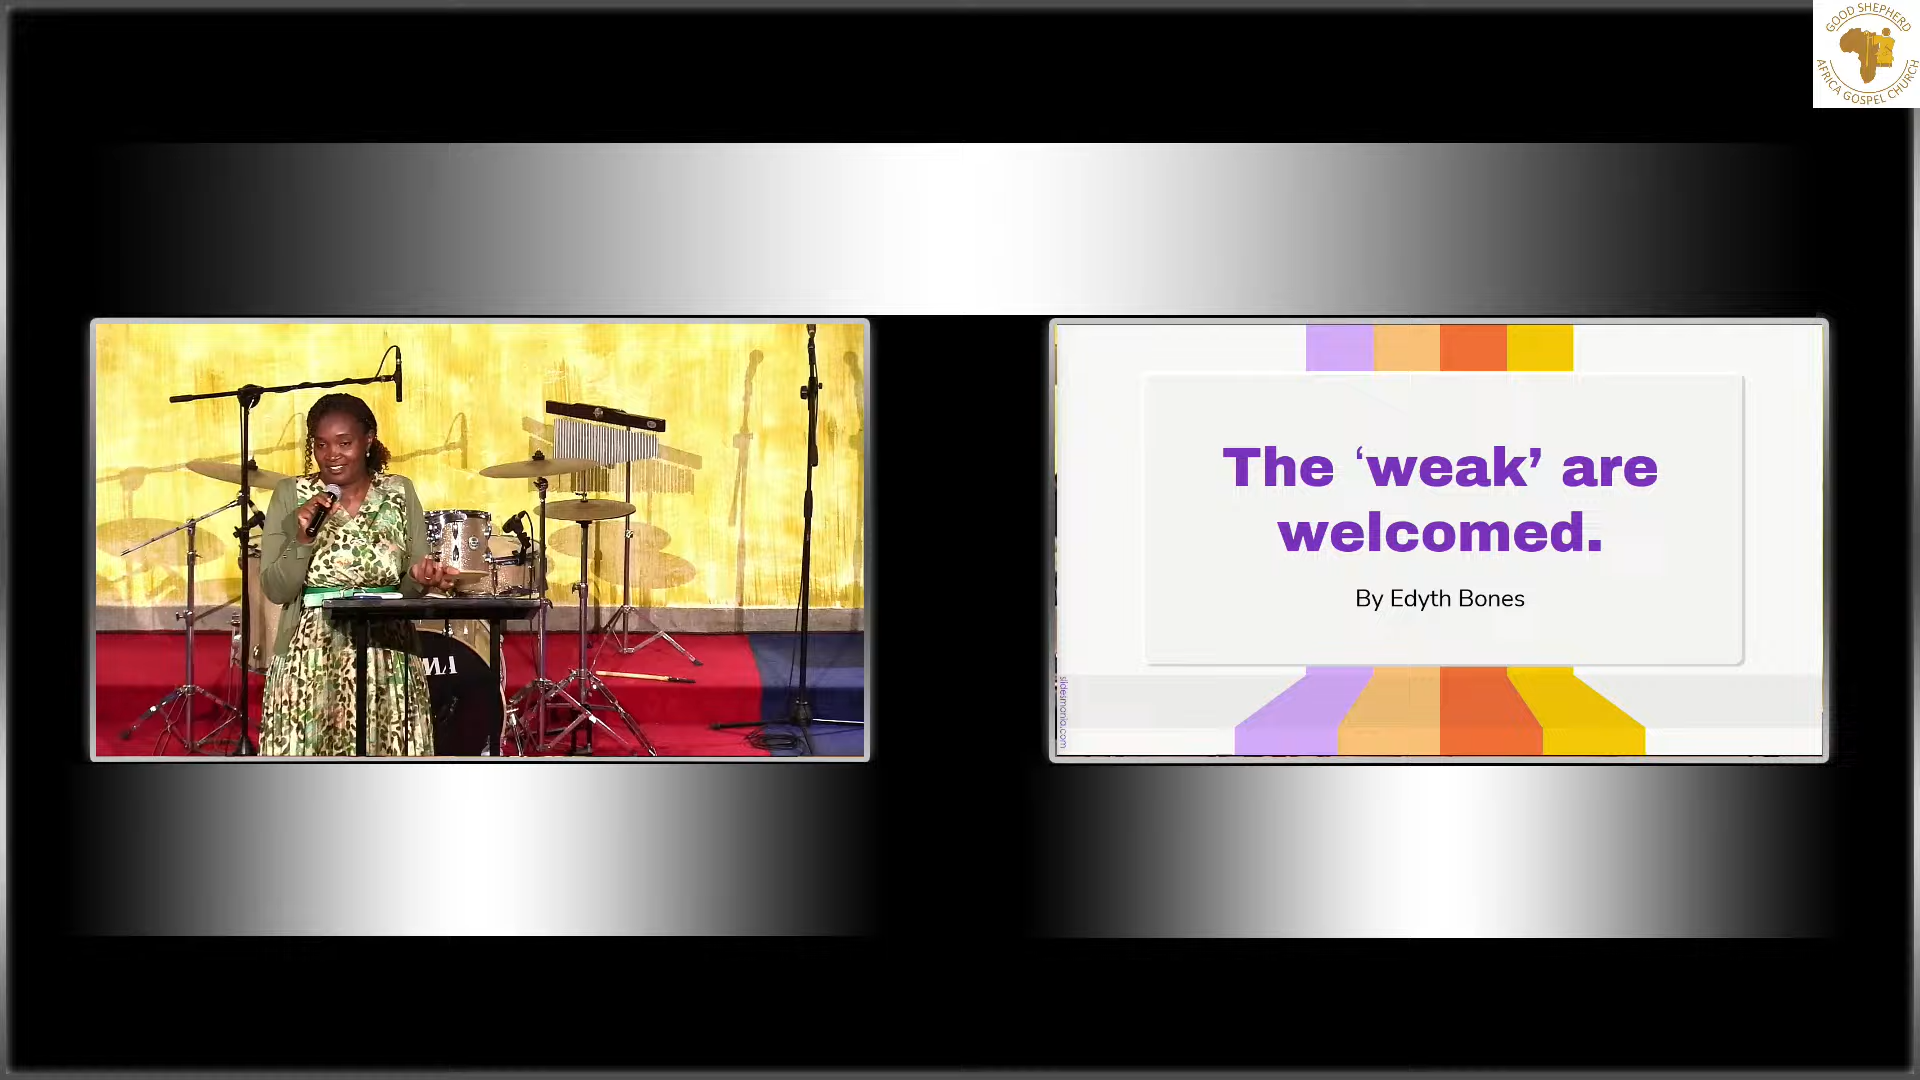 GOOD SHEPHERD
AFRICA GOSPEL CHURCH
The ‘weak’ are
welcomed.
By Edyth Bones
slidesmania.com